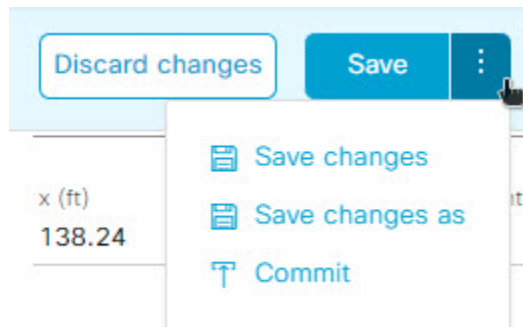 Discard changes
Save
Save changes
x (ft)
Save changes as
138.24
Commit